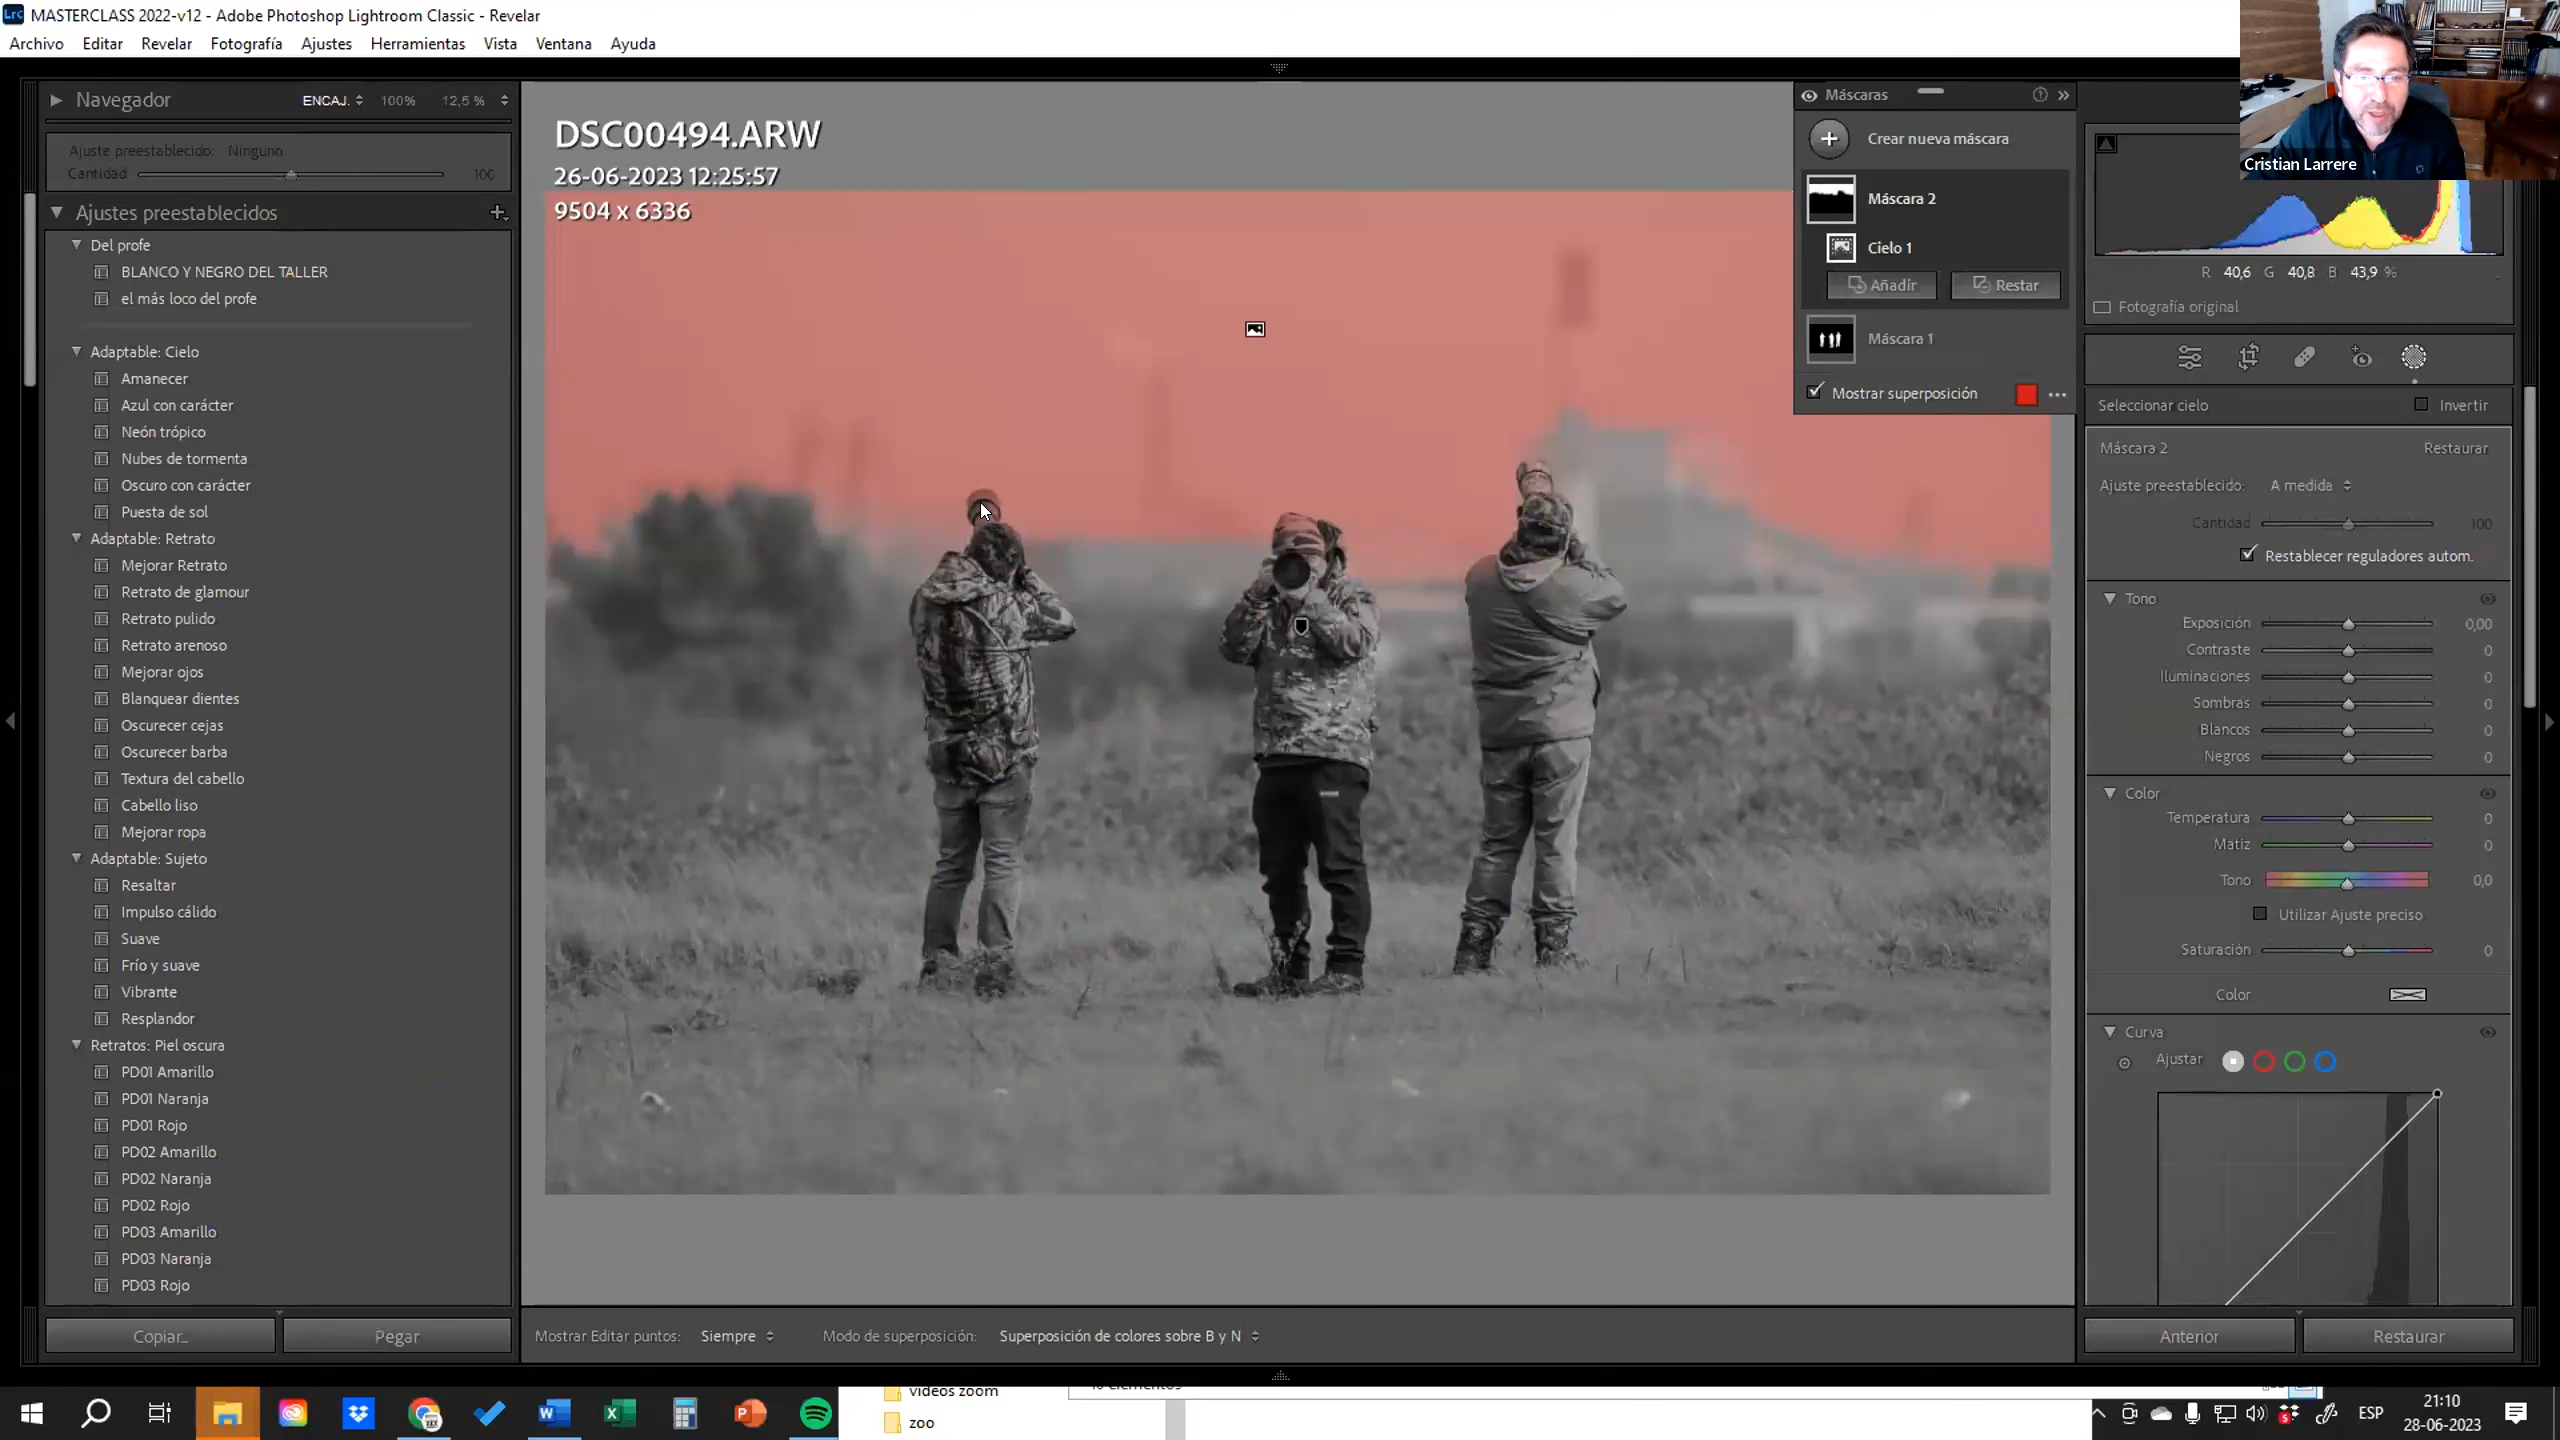 MASTERCLASS 2022-v12 - Adobe Photoshop Lightroom Classic - Revelar
Archivo Editar Revelar Fotografía Ajustes Herramientas Vista Ventana Ayuda
Cristian Larrere
Navegador ENCAJ. 100% 12,5 %
Ajuste preestablecido: Ninguno
Cantidad 100
Ajustes preestablecidos
Del profe
BLANCO Y NEGRO DEL TALLER
el más loco del profe
Adaptable: Cielo
Amanecer
Azul con carácter
Neón trópico
Nubes de tormenta
Oscuro con carácter
Puesta de sol
Adaptable: Retrato
Mejorar Retrato
Retrato de glamour
Retrato pulido
Retrato arenoso
Mejorar ojos
Blanquear dientes
Oscurecer cejas
Oscurecer barba
Textura del cabello
Cabello liso
Mejorar ropa
Adaptable: Sujeto
Resaltar
Impulso cálido
Suave
Frío y suave
Vibrante
Resplandor
Retratos: Piel oscura
PD01 Amarillo
PD01 Naranja
PD01 Rojo
PD02 Amarillo
PD02 Naranja
PD02 Rojo
PD03 Amarillo
PD03 Naranja
PD03 Rojo
Copiar... Pegar
DSC00494.ARW
26-06-2023 12:25:57
9504 x 6336
Máscaras
Crear nueva máscara
Máscara 2
Cielo 1
Añadir Restar
Máscara 1
Mostrar superposición
Mostrar Editar puntos: Siempre Modo de superposición: Superposición de colores sobre B y N
R 40,6 G 40,8 B 43,9 %
Fotografía original
Seleccionar cielo Invertir
Máscara 2 Restaurar
Ajuste preestablecido: A medida
Cantidad 100
Restablecer reguladores autom.
Tono
Exposición 0,00
Contraste 0
Iluminaciones 0
Sombras 0
Blancos 0
Negros 0
Color
Temperatura 0
Matiz 0
Tono 0,0
Utilizar Ajuste preciso
Saturación 0
Color
Curva
Ajustar
Anterior Restaurar
videos zoom
zoo
ESP
21:10
28-06-2023